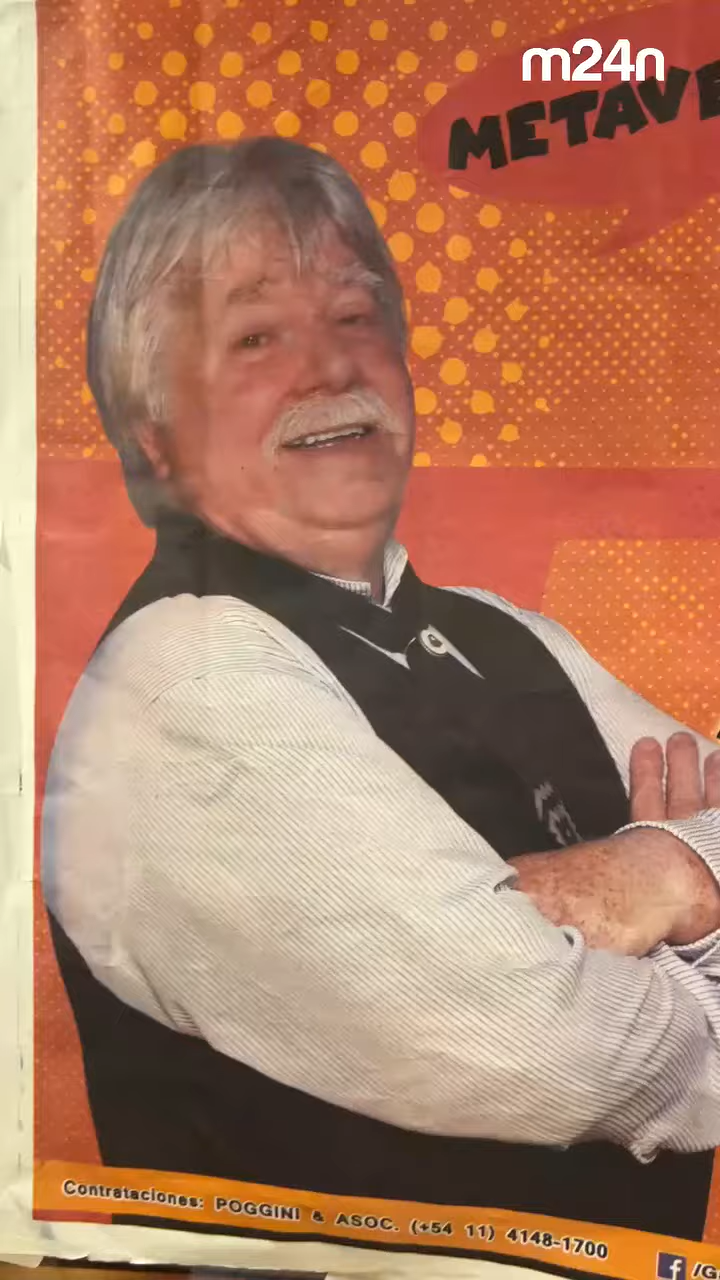 m24n
METAVE
Contrataciones: POGGINI & ASOC. (+54 11) 4148-1700
/G